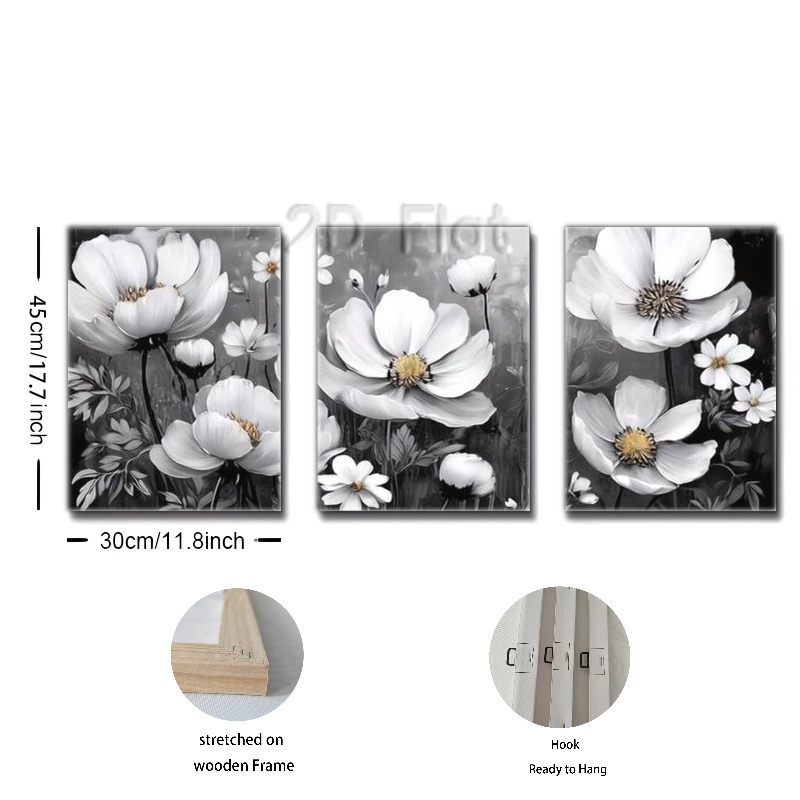 2D Flat
45cm/17.7inch
30cm/11.8inch
stretched on
wooden Frame
Hook
Ready to Hang